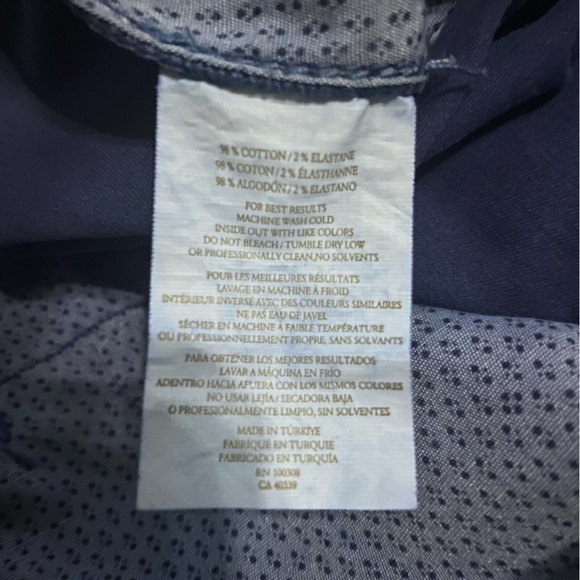 98 % COTTON/2 % ELASTANE
98 % COTON/2 % ÉLASTHANNE
98 % ALGODÓN/2 % ELASTANO
FOR BEST RESULTS
MACHINE WASH COLD
INSIDE OUT WITH LIKE COLORS
DO NOT BLEACH/TUMBLE DRY LOW
OR PROFESSIONALLY CLEAN,NO SOLVENTS
POUR LES MEILLEURES RÉSULTATS
LAVAGE EN MACHINE À FROID
INTÉRIEUR INVERSE AVEC DES COULEURS SIMILAIRES
NE PAS EAU DE JAVEL
SÉCHER EN MACHINE À FAIBLE TEMPÉRATURE
OU PROFESSIONNELLEMENT PROPRE, SANS SOLVANTS
PARA OBTENER LOS MEJORES RESULTADOS
LAVAR A MÁQUINA EN FRÍO
ADENTRO HACIA AFUERA CON LOS MISMOS COLORES
NO USAR LEJÍA/SECADORA BAJA
O PROFESIONALMENTE LIMPIO, SIN SOLVENTES
MADE IN TÜRKİYE
FABRIQUÉ EN TURQUIE
FABRICADO EN TURQUÍA
RN 100308
CA 40339